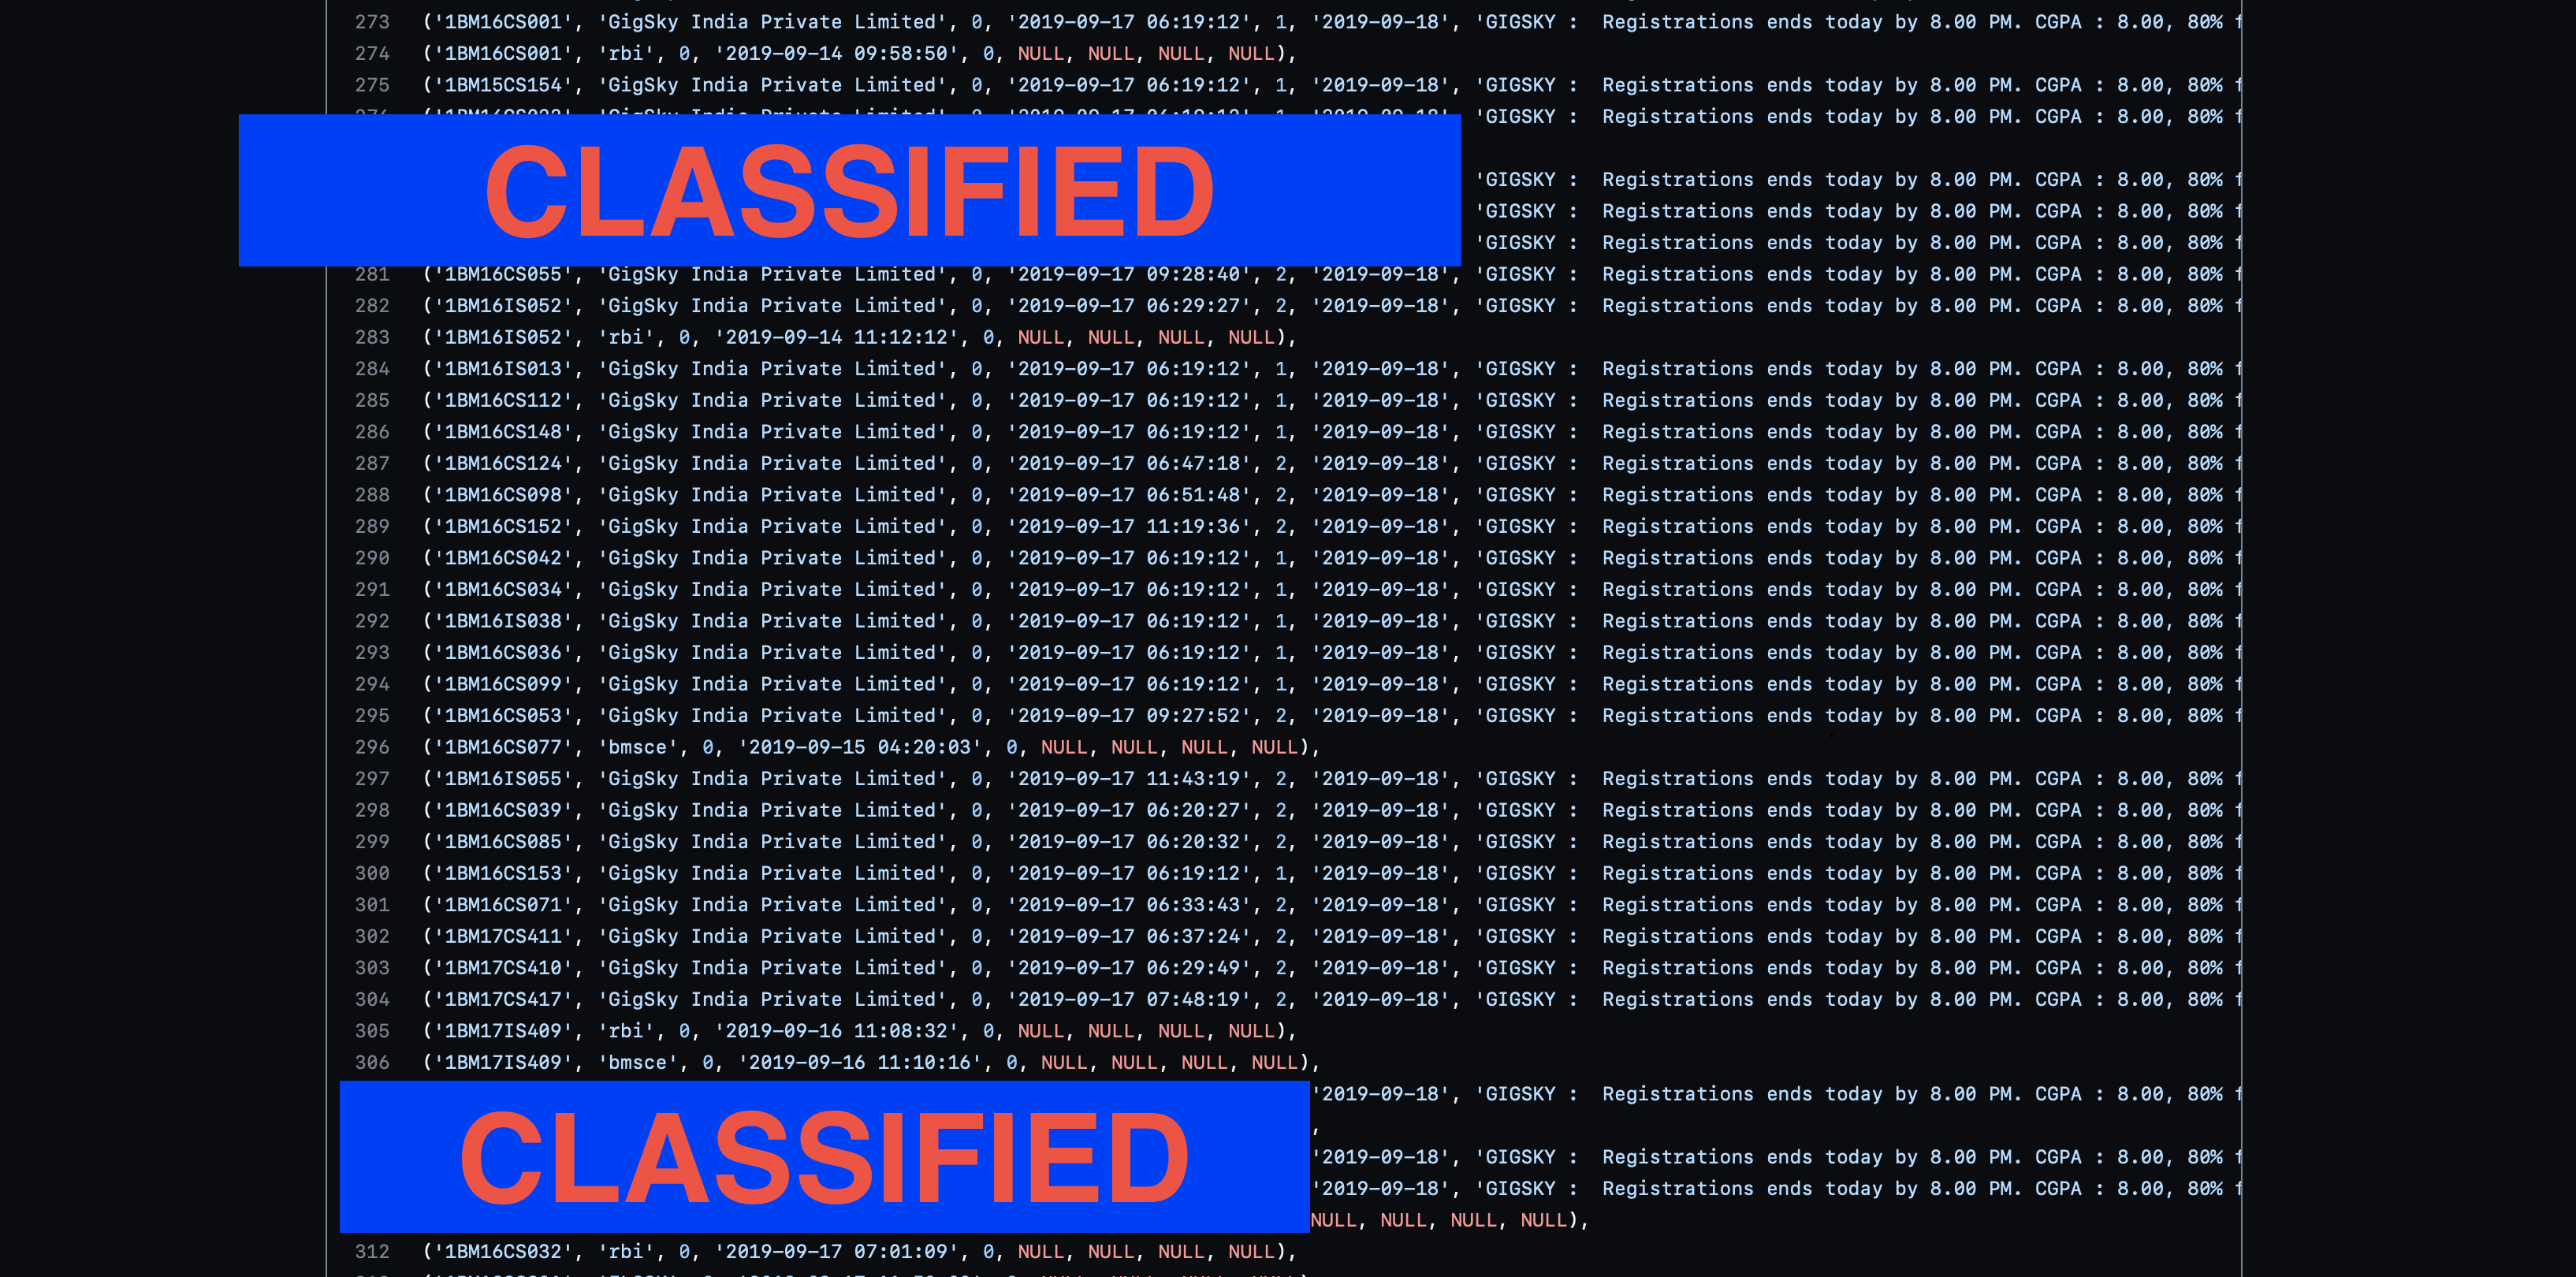 273 ('1BM16CS001', 'GigSky India Private Limited', 0, '2019-09-17 06:19:12', 1, '2019-09-18', 'GIGSKY :  Registrations ends today by 8.00 PM. CGPA : 8.00, 80%
274 ('1BM16CS001', 'rbi', 0, '2019-09-14 09:58:50', 0, NULL, NULL, NULL, NULL),
275 ('1BM15CS154', 'GigSky India Private Limited', 0, '2019-09-17 06:19:12', 1, '2019-09-18', 'GIGSKY :  Registrations ends today by 8.00 PM. CGPA : 8.00, 80%
'GIGSKY :  Registrations ends today by 8.00 PM. CGPA : 8.00, 80%
CLASSIFIED
'GIGSKY :  Registrations ends today by 8.00 PM. CGPA : 8.00, 80%
'GIGSKY :  Registrations ends today by 8.00 PM. CGPA : 8.00, 80%
'GIGSKY :  Registrations ends today by 8.00 PM. CGPA : 8.00, 80%
281 ('1BM16CS055', 'GigSky India Private Limited', 0, '2019-09-17 09:28:40', 2, '2019-09-18', 'GIGSKY :  Registrations ends today by 8.00 PM. CGPA : 8.00, 80%
282 ('1BM16IS052', 'GigSky India Private Limited', 0, '2019-09-17 06:29:27', 2, '2019-09-18', 'GIGSKY :  Registrations ends today by 8.00 PM. CGPA : 8.00, 80%
283 ('1BM16IS052', 'rbi', 0, '2019-09-14 11:12:12', 0, NULL, NULL, NULL, NULL),
284 ('1BM16IS013', 'GigSky India Private Limited', 0, '2019-09-17 06:19:12', 1, '2019-09-18', 'GIGSKY :  Registrations ends today by 8.00 PM. CGPA : 8.00, 80%
285 ('1BM16CS112', 'GigSky India Private Limited', 0, '2019-09-17 06:19:12', 1, '2019-09-18', 'GIGSKY :  Registrations ends today by 8.00 PM. CGPA : 8.00, 80%
286 ('1BM16CS148', 'GigSky India Private Limited', 0, '2019-09-17 06:19:12', 1, '2019-09-18', 'GIGSKY :  Registrations ends today by 8.00 PM. CGPA : 8.00, 80%
287 ('1BM16CS124', 'GigSky India Private Limited', 0, '2019-09-17 06:47:18', 2, '2019-09-18', 'GIGSKY :  Registrations ends today by 8.00 PM. CGPA : 8.00, 80%
288 ('1BM16CS098', 'GigSky India Private Limited', 0, '2019-09-17 06:51:48', 2, '2019-09-18', 'GIGSKY :  Registrations ends today by 8.00 PM. CGPA : 8.00, 80%
289 ('1BM16CS152', 'GigSky India Private Limited', 0, '2019-09-17 11:19:36', 2, '2019-09-18', 'GIGSKY :  Registrations ends today by 8.00 PM. CGPA : 8.00, 80%
290 ('1BM16CS042', 'GigSky India Private Limited', 0, '2019-09-17 06:19:12', 1, '2019-09-18', 'GIGSKY :  Registrations ends today by 8.00 PM. CGPA : 8.00, 80%
291 ('1BM16CS034', 'GigSky India Private Limited', 0, '2019-09-17 06:19:12', 1, '2019-09-18', 'GIGSKY :  Registrations ends today by 8.00 PM. CGPA : 8.00, 80%
292 ('1BM16IS038', 'GigSky India Private Limited', 0, '2019-09-17 06:19:12', 1, '2019-09-18', 'GIGSKY :  Registrations ends today by 8.00 PM. CGPA : 8.00, 80%
293 ('1BM16CS036', 'GigSky India Private Limited', 0, '2019-09-17 06:19:12', 1, '2019-09-18', 'GIGSKY :  Registrations ends today by 8.00 PM. CGPA : 8.00, 80%
294 ('1BM16CS099', 'GigSky India Private Limited', 0, '2019-09-17 06:19:12', 1, '2019-09-18', 'GIGSKY :  Registrations ends today by 8.00 PM. CGPA : 8.00, 80%
295 ('1BM16CS053', 'GigSky India Private Limited', 0, '2019-09-17 09:27:52', 2, '2019-09-18', 'GIGSKY :  Registrations ends today by 8.00 PM. CGPA : 8.00, 80%
296 ('1BM16CS077', 'bmsce', 0, '2019-09-15 04:20:03', 0, NULL, NULL, NULL, NULL),
297 ('1BM16IS055', 'GigSky India Private Limited', 0, '2019-09-17 11:43:19', 2, '2019-09-18', 'GIGSKY :  Registrations ends today by 8.00 PM. CGPA : 8.00, 80%
298 ('1BM16CS039', 'GigSky India Private Limited', 0, '2019-09-17 06:20:27', 2, '2019-09-18', 'GIGSKY :  Registrations ends today by 8.00 PM. CGPA : 8.00, 80%
299 ('1BM16CS085', 'GigSky India Private Limited', 0, '2019-09-17 06:20:32', 2, '2019-09-18', 'GIGSKY :  Registrations ends today by 8.00 PM. CGPA : 8.00, 80%
300 ('1BM16CS153', 'GigSky India Private Limited', 0, '2019-09-17 06:19:12', 1, '2019-09-18', 'GIGSKY :  Registrations ends today by 8.00 PM. CGPA : 8.00, 80%
301 ('1BM16CS071', 'GigSky India Private Limited', 0, '2019-09-17 06:33:43', 2, '2019-09-18', 'GIGSKY :  Registrations ends today by 8.00 PM. CGPA : 8.00, 80%
302 ('1BM17CS411', 'GigSky India Private Limited', 0, '2019-09-17 06:37:24', 2, '2019-09-18', 'GIGSKY :  Registrations ends today by 8.00 PM. CGPA : 8.00, 80%
303 ('1BM17CS410', 'GigSky India Private Limited', 0, '2019-09-17 06:29:49', 2, '2019-09-18', 'GIGSKY :  Registrations ends today by 8.00 PM. CGPA : 8.00, 80%
304 ('1BM17CS417', 'GigSky India Private Limited', 0, '2019-09-17 07:48:19', 2, '2019-09-18', 'GIGSKY :  Registrations ends today by 8.00 PM. CGPA : 8.00, 80%
305 ('1BM17IS409', 'rbi', 0, '2019-09-16 11:08:32', 0, NULL, NULL, NULL, NULL),
306 ('1BM17IS409', 'bmsce', 0, '2019-09-16 11:10:16', 0, NULL, NULL, NULL, NULL),
'2019-09-18', 'GIGSKY :  Registrations ends today by 8.00 PM. CGPA : 8.00, 80%
,
CLASSIFIED
'2019-09-18', 'GIGSKY :  Registrations ends today by 8.00 PM. CGPA : 8.00, 80%
'2019-09-18', 'GIGSKY :  Registrations ends today by 8.00 PM. CGPA : 8.00, 80%
NULL, NULL, NULL, NULL),
312 ('1BM16CS032', 'rbi', 0, '2019-09-17 07:01:09', 0, NULL, NULL, NULL, NULL),